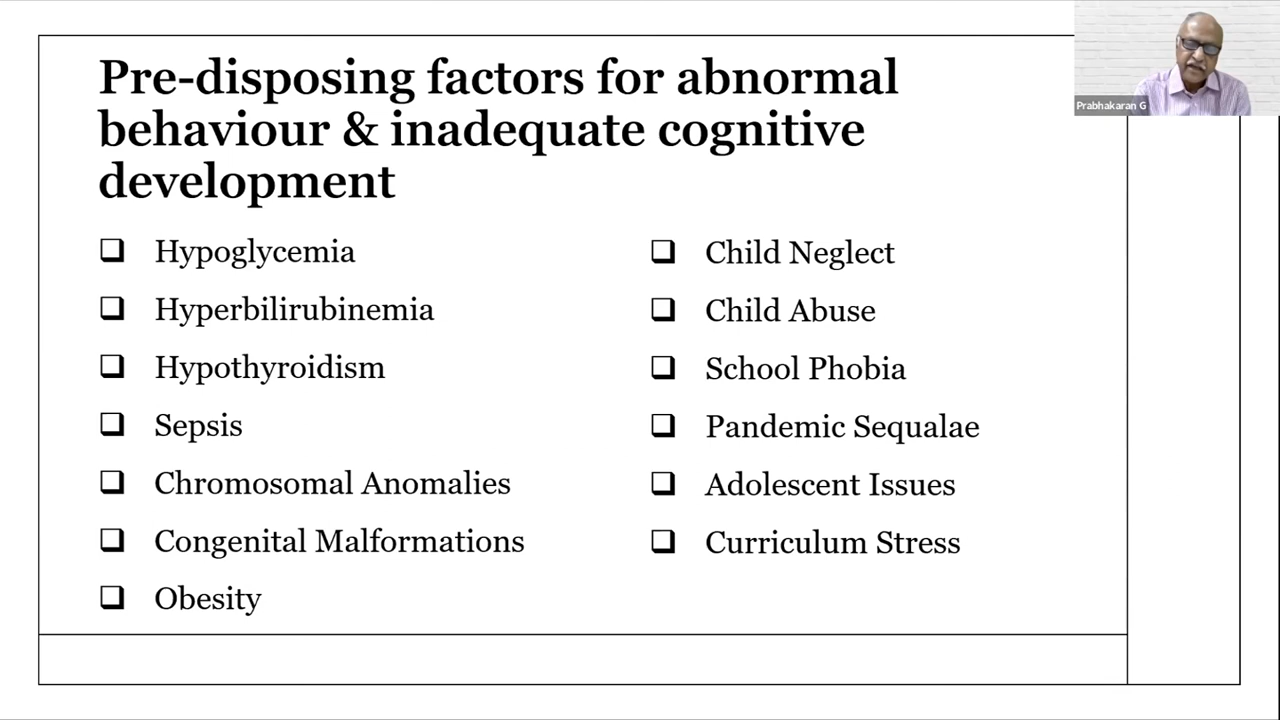 Pre-disposing factors for abnormal
behaviour & inadequate cognitive
development
Hypoglycemia
Hyperbilirubinemia
Hypothyroidism
Sepsis
Chromosomal Anomalies
Congenital Malformations
Obesity
Child Neglect
Child Abuse
School Phobia
Pandemic Sequalae
Adolescent Issues
Curriculum Stress
Prabhakaran G